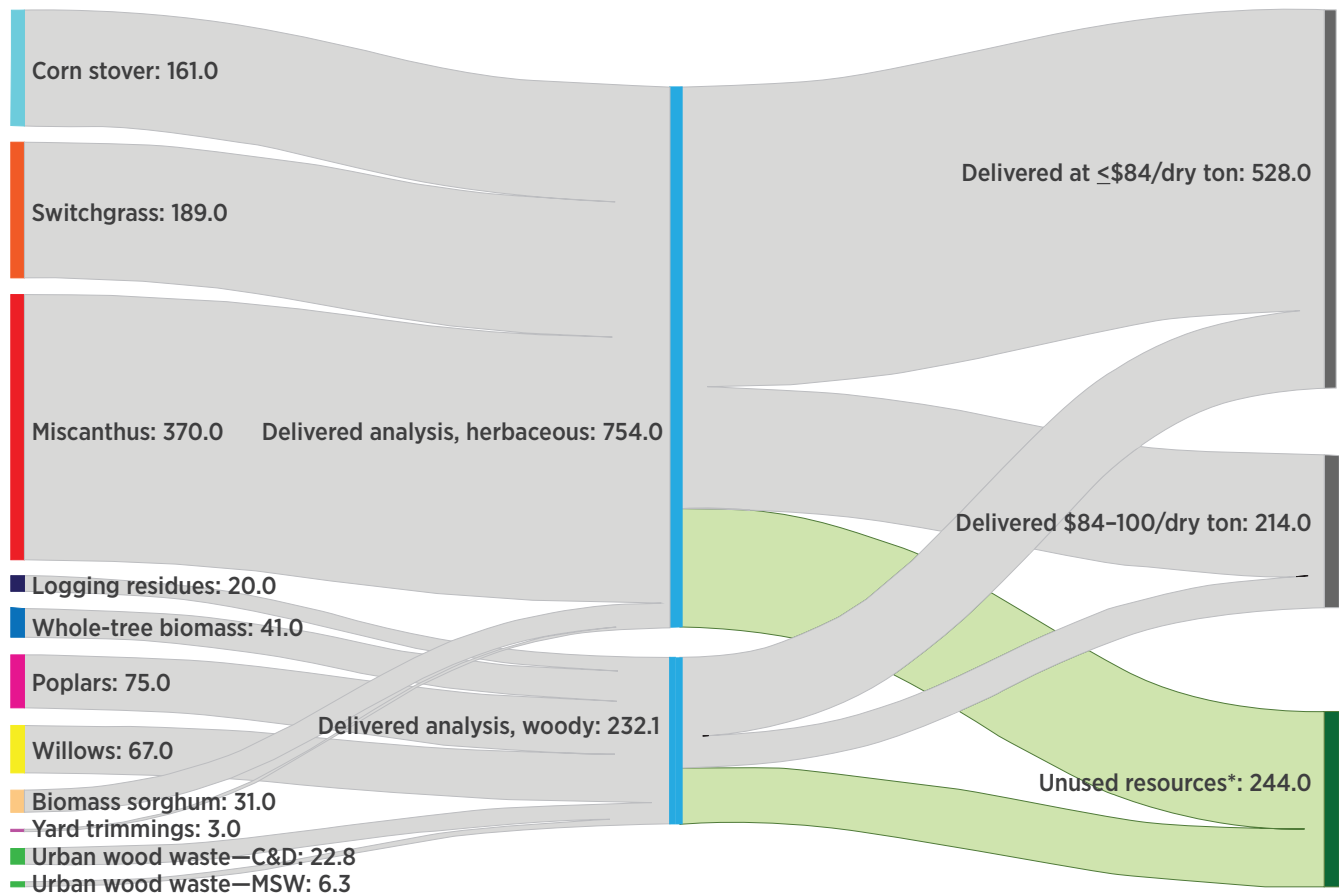 Corn stover: 161.0
Switchgrass: 189.0
Miscanthus: 370.0
Logging residues: 20.0
Whole-tree biomass: 41.0
Poplars: 75.0
Willows: 67.0
Biomass sorghum: 31.0
Yard trimmings: 3.0
Urban wood waste—C&D: 22.8
Urban wood waste—MSW: 6.3
Delivered analysis, herbaceous: 754.0
Delivered analysis, woody: 232.1
Delivered at ≤$84/dry ton: 528.0
Delivered $84–100/dry ton: 214.0
Unused resources*: 244.0